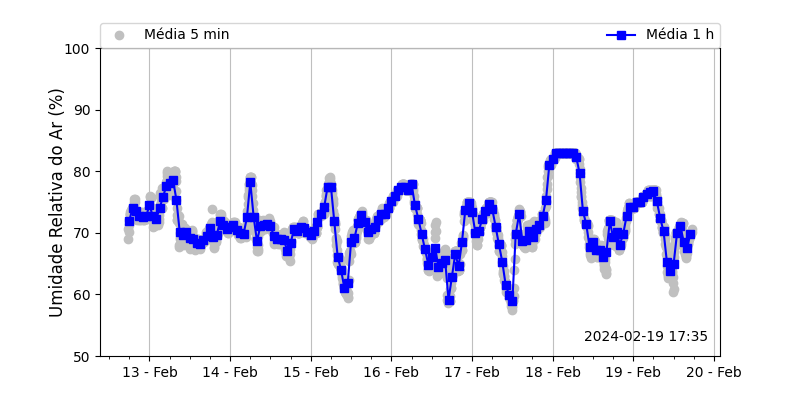 Média 5 min Média 1 h
100
90
80
70
60
50
Umidade Relativa do Ar (%)
2024-02-19 17:35
13 - Feb 14 - Feb 15 - Feb 16 - Feb 17 - Feb 18 - Feb 19 - Feb 20 - Feb